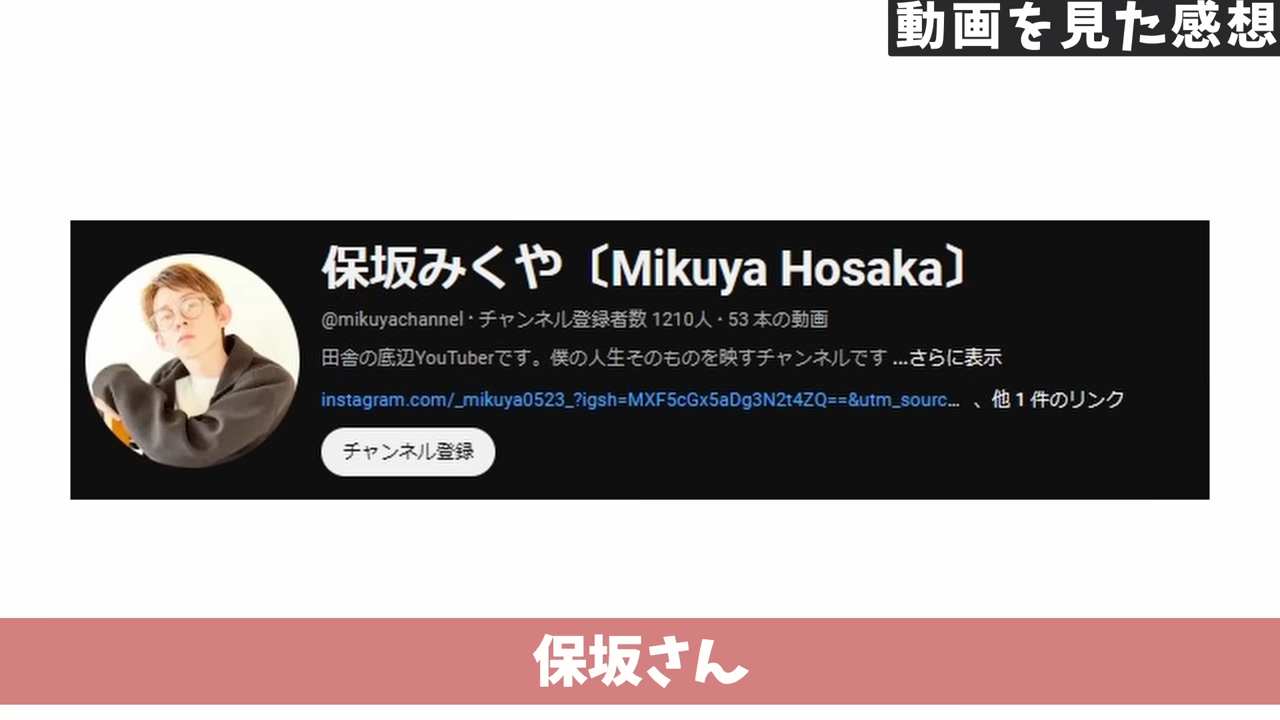 動画を見た感想
保坂みくや〔Mikuya Hosaka〕
@mikuyachannel・チャンネル登録者数 1210人・53 本の動画
田舎の底辺YouTuberです。僕の人生そのものを映すチャンネルです ...さらに表示
instagram.com/_mikuya0523_?igsh=MXF5cGx5aDg3N2t4ZQ==&utm_sourc... 、他 1 件のリンク
チャンネル登録
保坂さん